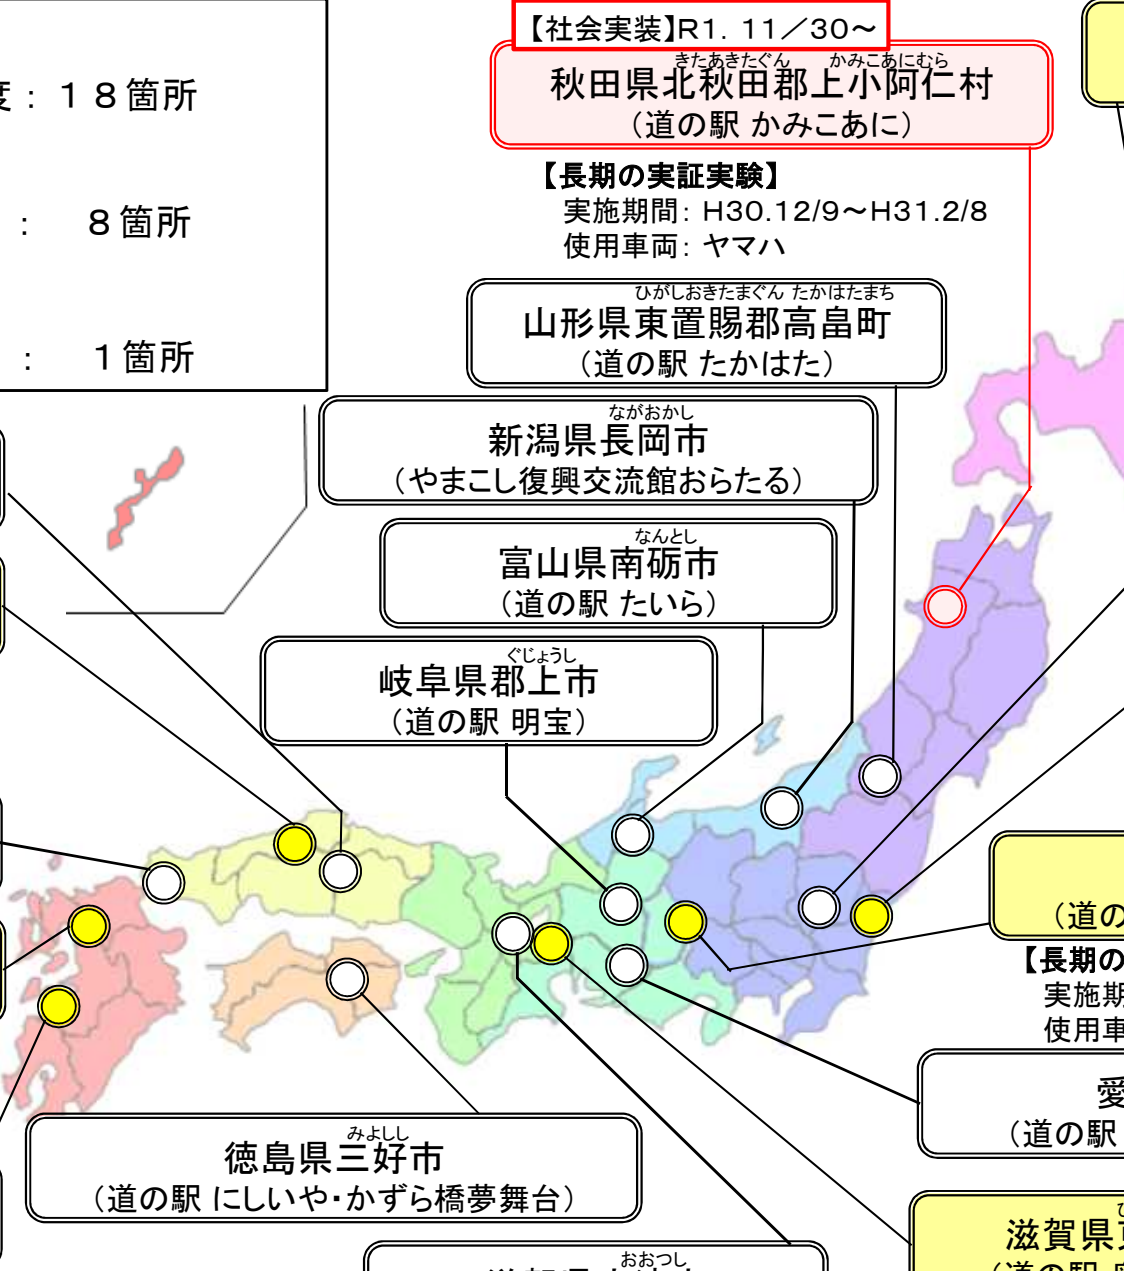 【社会実装】R1．11／30～
きたあきたぐん　かみこあにむら
秋田県北秋田郡上小阿仁村
（道の駅 かみこあに）
度：１８箇所
：　８箇所
：　１箇所
【長期の実証実験】
実施期間：H30.12/9～H31.2/8
使用車両：ヤマハ
ひがしおきたまぐん たかはたまち
山形県東置賜郡高畠町
（道の駅 たかはた）
ながおかし
新潟県長岡市
（やまこし復興交流館おらたる）
なんとし
富山県南砺市
（道の駅 たいら）
ぐじょうし
岐阜県郡上市
（道の駅 明宝）
（道の
【長期の
実施期
使用車
愛
（道の駅
みよしし
徳島県三好市
（道の駅 にしいや・かずら橋夢舞台）
滋賀県東
（道の駅
おおつし